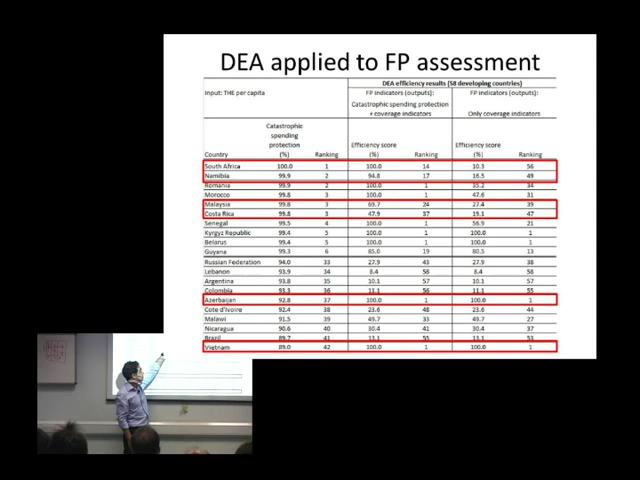 DEA applied to FP assessment
DEA efficiency results (58 developing countries)
Input: THE per capita FP indicators (outputs): FP indicators (outputs):
Catastrophic spending protection
+ coverage indicators Only coverage indicators
Catastrophic
spending
protection Efficiency score Efficiency score
Country (%) Ranking (%) Ranking (%) Ranking
South Africa 100.0 1 100.0 14 10.3 56
Namibia 99.9 2 94.8 17 16.5 49
Romania 99.9 2 100.0 1 35.2 34
Morocco 99.8 3 100.0 1 47.6 31
Malaysia 99.8 3 69.7 24 27.4 39
Costa Rica 99.8 3 47.9 37 19.1 47
Senegal 99.5 4 100.0 1 56.9 21
Kyrgyz Republic 99.4 5 100.0 1 100.0 1
Belarus 99.4 5 100.0 1 100.0 1
Guyana 99.3 6 85.0 19 80.5 13
Russian Federation 94.0 33 27.9 43 27.9 38
Lebanon 93.9 34 8.4 58 8.4 58
Argentina 93.8 35 10.1 57 10.1 57
Colombia 93.3 36 11.1 56 11.1 55
Azerbaijan 92.8 37 100.0 1 100.0 1
Cote d'Ivoire 92.4 38 23.6 48 23.6 44
Malawi 91.5 39 49.7 33 49.7 27
Nicaragua 90.6 40 30.4 41 30.4 37
Brazil 89.7 41 13.1 55 13.1 53
Vietnam 89.0 42 100.0 1 100.0 1